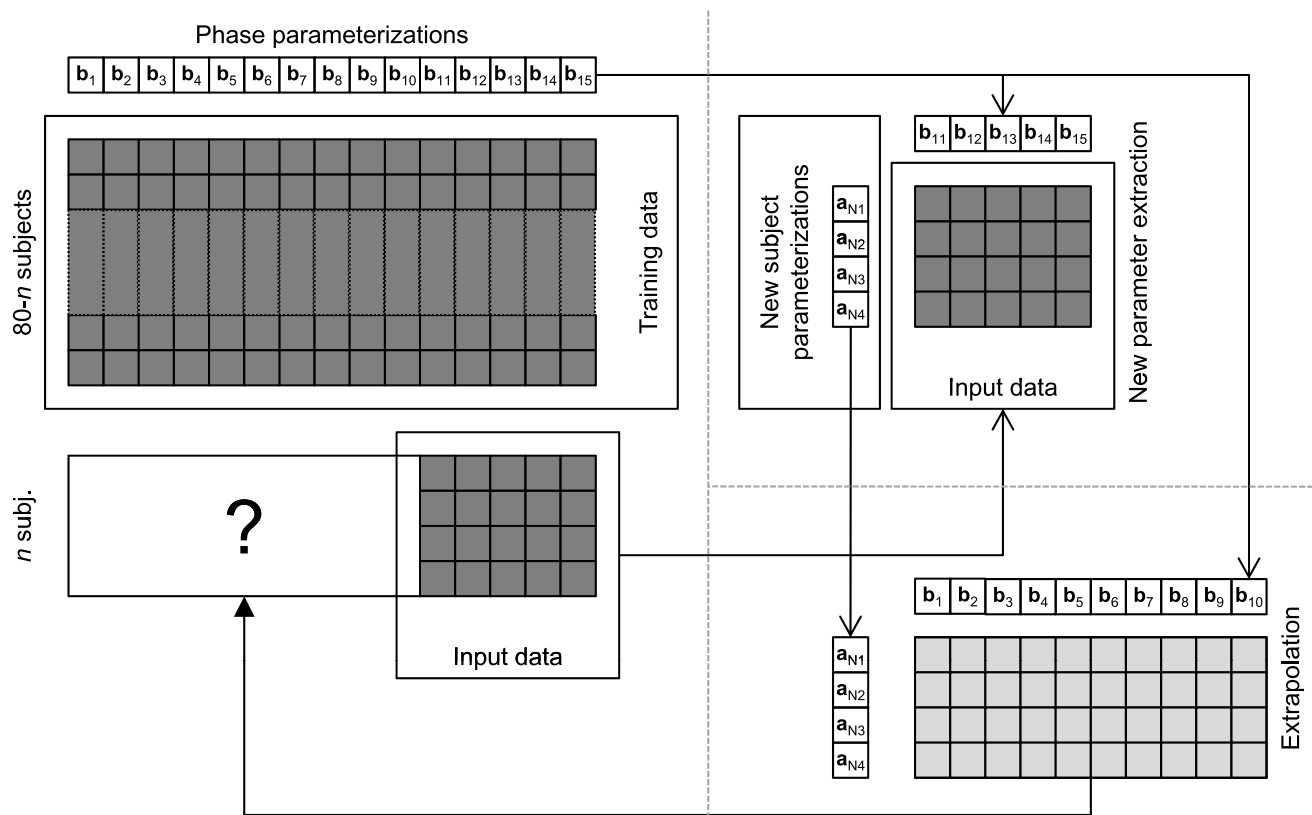 Phase parameterizations
b1 b2 b3 b4 b5 b6 b7 b8 b9 b10 b11 b12 b13 b14 b15
80-n subjects
Training data
n subj.
?
Input data
New subject
parameterizations
aN1
aN2
aN3
aN4
b11 b12 b13 b14 b15
Input data
New parameter extraction
b1 b2 b3 b4 b5 b6 b7 b8 b9 b10
aN1
aN2
aN3
aN4
Extrapolation